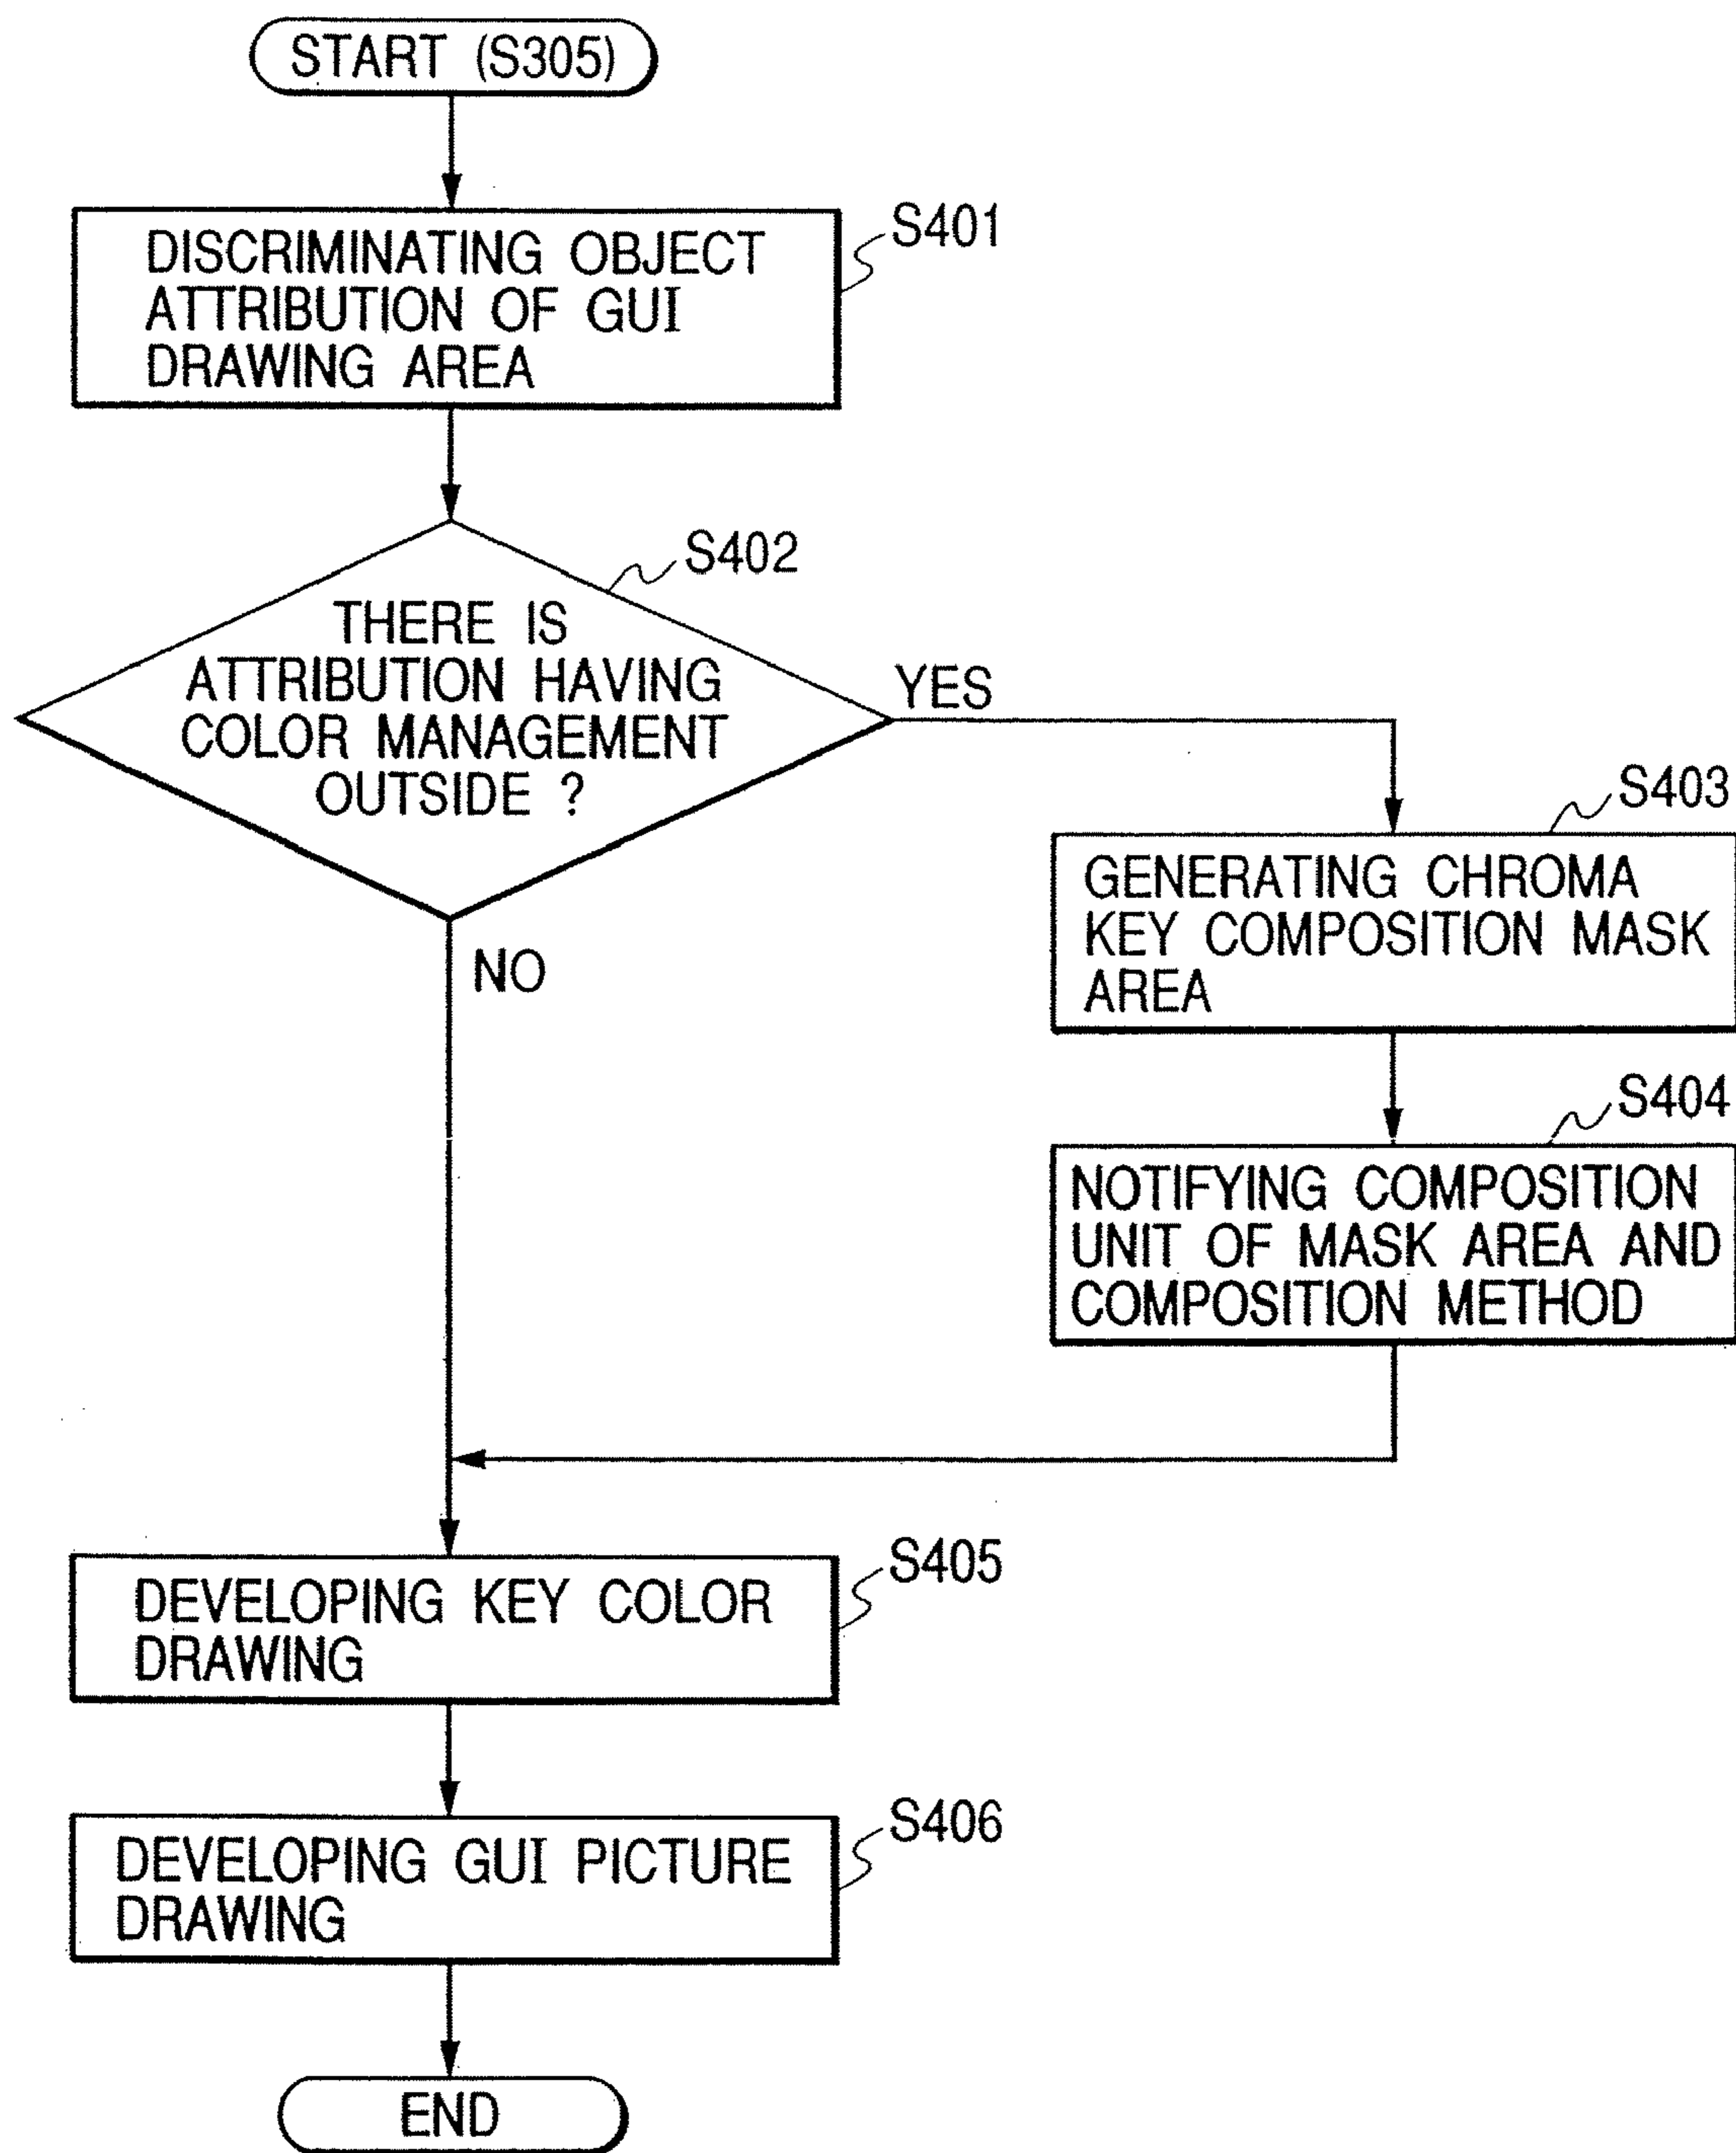 START (S305)
S401
DISCRIMINATING OBJECT
ATTRIBUTION OF GUI
DRAWING AREA
S402
THERE IS
ATTRIBUTION HAVING
COLOR MANAGEMENT
OUTSIDE ?
YES
NO
S403
GENERATING CHROMA
KEY COMPOSITION MASK
AREA
S404
NOTIFYING COMPOSITION
UNIT OF MASK AREA AND
COMPOSITION METHOD
S405
DEVELOPING KEY COLOR
DRAWING
S406
DEVELOPING GUI PICTURE
DRAWING
END